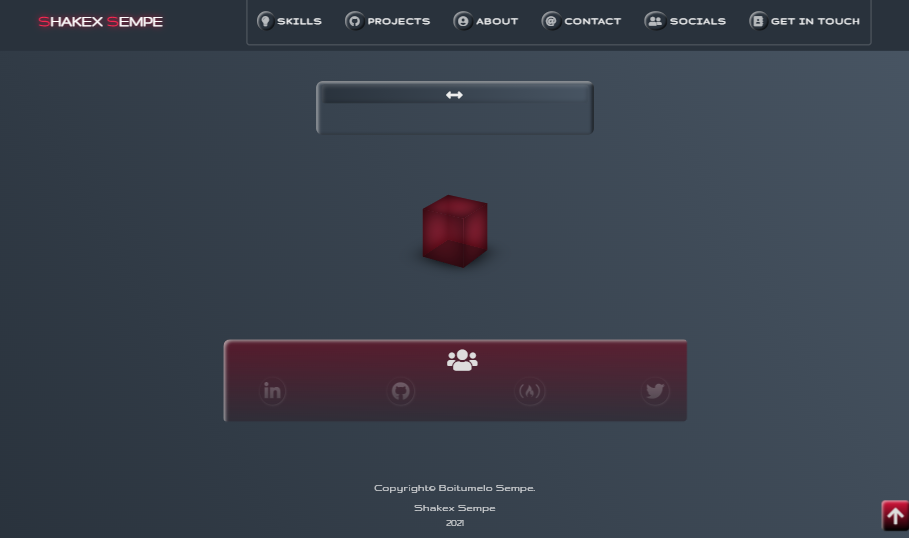 SHAKEX SEMPE
SKILLS PROJECTS ABOUT CONTACT SOCIALS GET IN TOUCH
Copyright© Boitumelo Sempe.
Shakex Sempe
2021